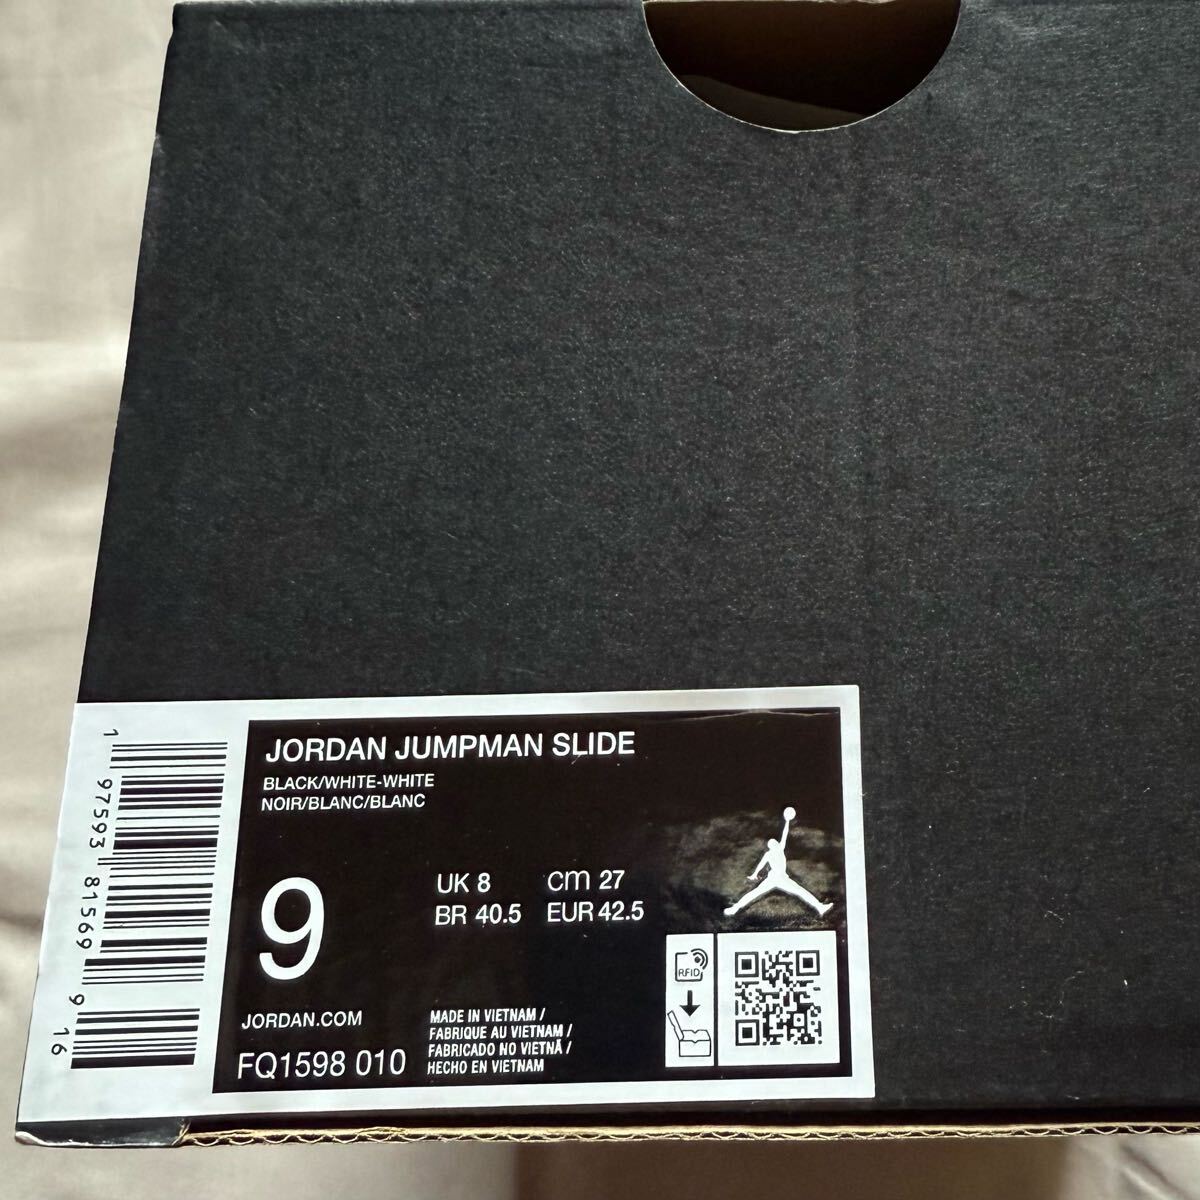 JORDAN JUMPMAN SLIDE
BLACK/WHITE-WHITE
NOIR/BLANC/BLANC
9
UK 8 cm 27
BR 40.5 EUR 42.5
JORDAN.COM
FQ1598 010
MADE IN VIETNAM /
FABRIQUE AU VIETNAM /
FABRICADO NO VIETNÃ /
HECHO EN VIETNAM
RFID
1 97593 81569 9 16